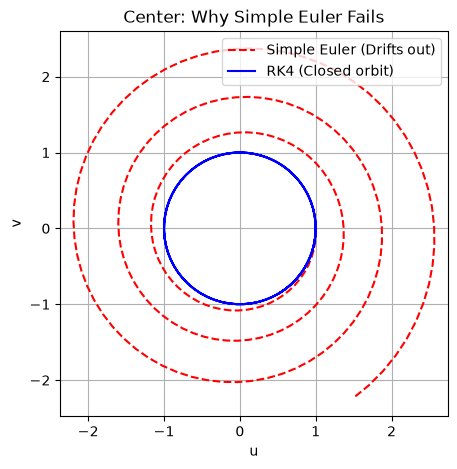 Center: Why Simple Euler Fails
Simple Euler (Drifts out)
RK4 (Closed orbit)
2
1
0
−1
−2
v
−2 −1 0 1 2
u